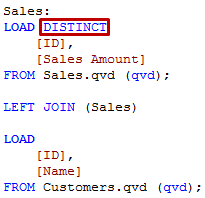 Sales:
LOAD DISTINCT
[ID],
[Sales Amount]
FROM Sales.qvd (qvd);
LEFT JOIN (Sales)
LOAD
[ID],
[Name]
FROM Customers.qvd (qvd);